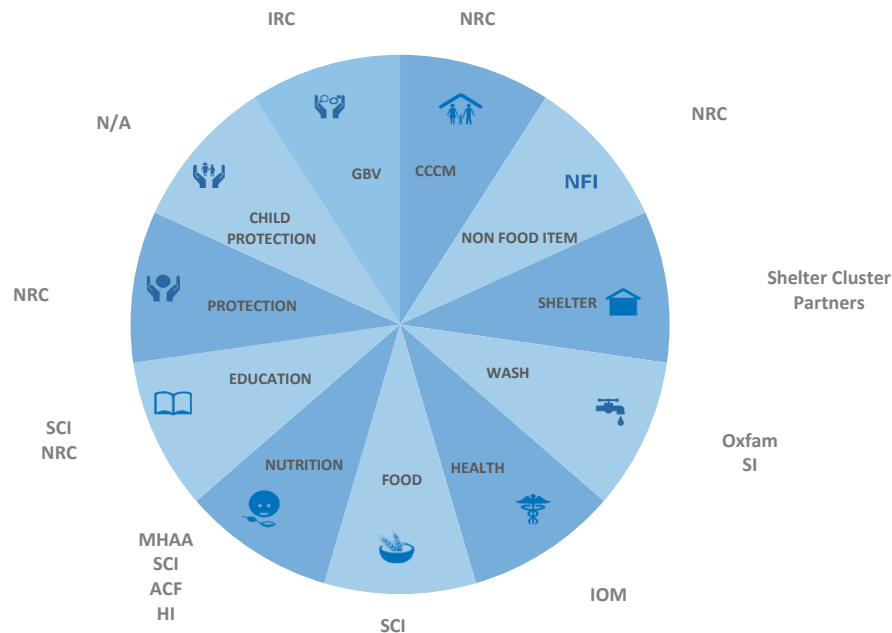 IRC
NRC
N/A
NRC
GBV
CCCM
NFI
CHILD
PROTECTION
NON FOOD ITEM
NRC
PROTECTION
SHELTER
Shelter Cluster
Partners
EDUCATION
WASH
SCI
NRC
Oxfam
SI
NUTRITION
FOOD
HEALTH
MHAA
SCI
ACF
HI
SCI
IOM